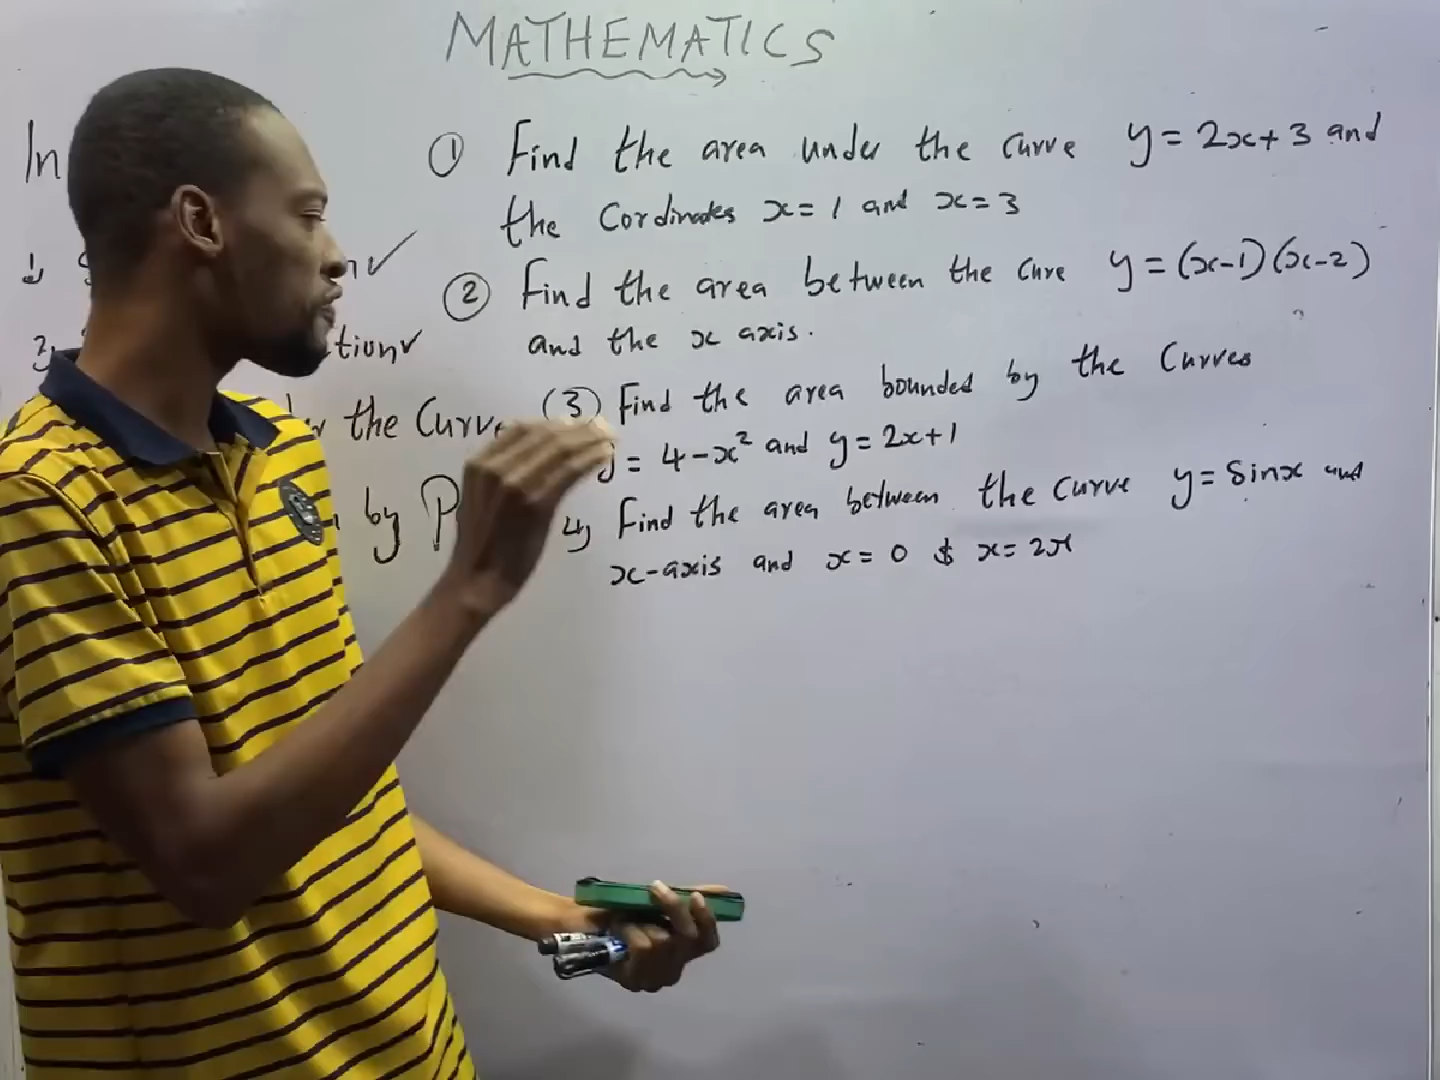 MATHEMATICS
In
1,
n✓
2,
tion✓
the Curve
by P
① Find the area under the curve y = 2x + 3 and
the Cordinates x = 1 and x = 3
② Find the area between the Cure y = (x-1)(x-2)
and the x axis.
(3) Find the area bounded by the Curves
y = 4 - x² and y = 2x + 1
4) Find the area between the curve y = Sinx and
x-axis and x = 0 $ x = 2π